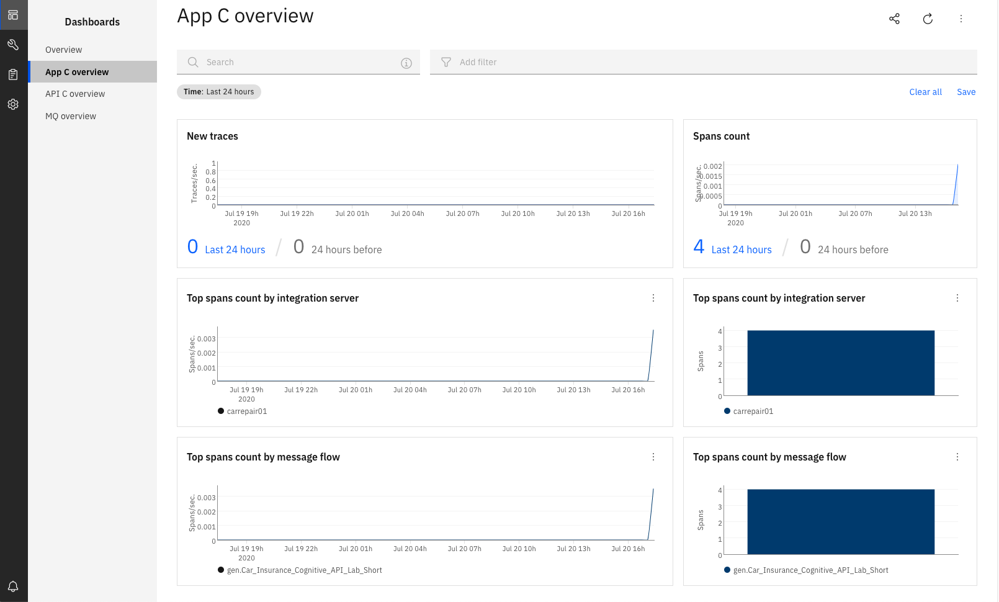 Dashboards
Overview
App C overview
API C overview
MQ overview
App C overview
Search
Add filter
Time: Last 24 hours
Clear all
Save
New traces
Traces/sec.
1
0.8
0.6
0.4
0.2
0
Jul 19 19h Jul 19 22h Jul 20 01h Jul 20 04h Jul 20 07h Jul 20 10h Jul 20 13h Jul 20 16h
2020
0 Last 24 hours / 0 24 hours before
Spans count
Spans/sec.
0.002
0.0015
0.001
0.0005
0
Jul 19 19h Jul 20 01h Jul 20 07h Jul 20 13h
2020
4 Last 24 hours / 0 24 hours before
Top spans count by integration server
Spans/sec.
0.003
0.002
0.001
0
Jul 19 19h Jul 19 22h Jul 20 01h Jul 20 04h Jul 20 07h Jul 20 10h Jul 20 13h Jul 20 16h
2020
carrepair01
Top spans count by integration server
Spans
4
3
2
1
0
carrepair01
Top spans count by message flow
Spans/sec.
0.003
0.002
0.001
0
Jul 19 19h Jul 19 22h Jul 20 01h Jul 20 04h Jul 20 07h Jul 20 10h Jul 20 13h Jul 20 16h
2020
gen.Car_Insurance_Cognitive_API_Lab_Short
Top spans count by message flow
Spans
4
3
2
1
0
gen.Car_Insurance_Cognitive_API_Lab_Short